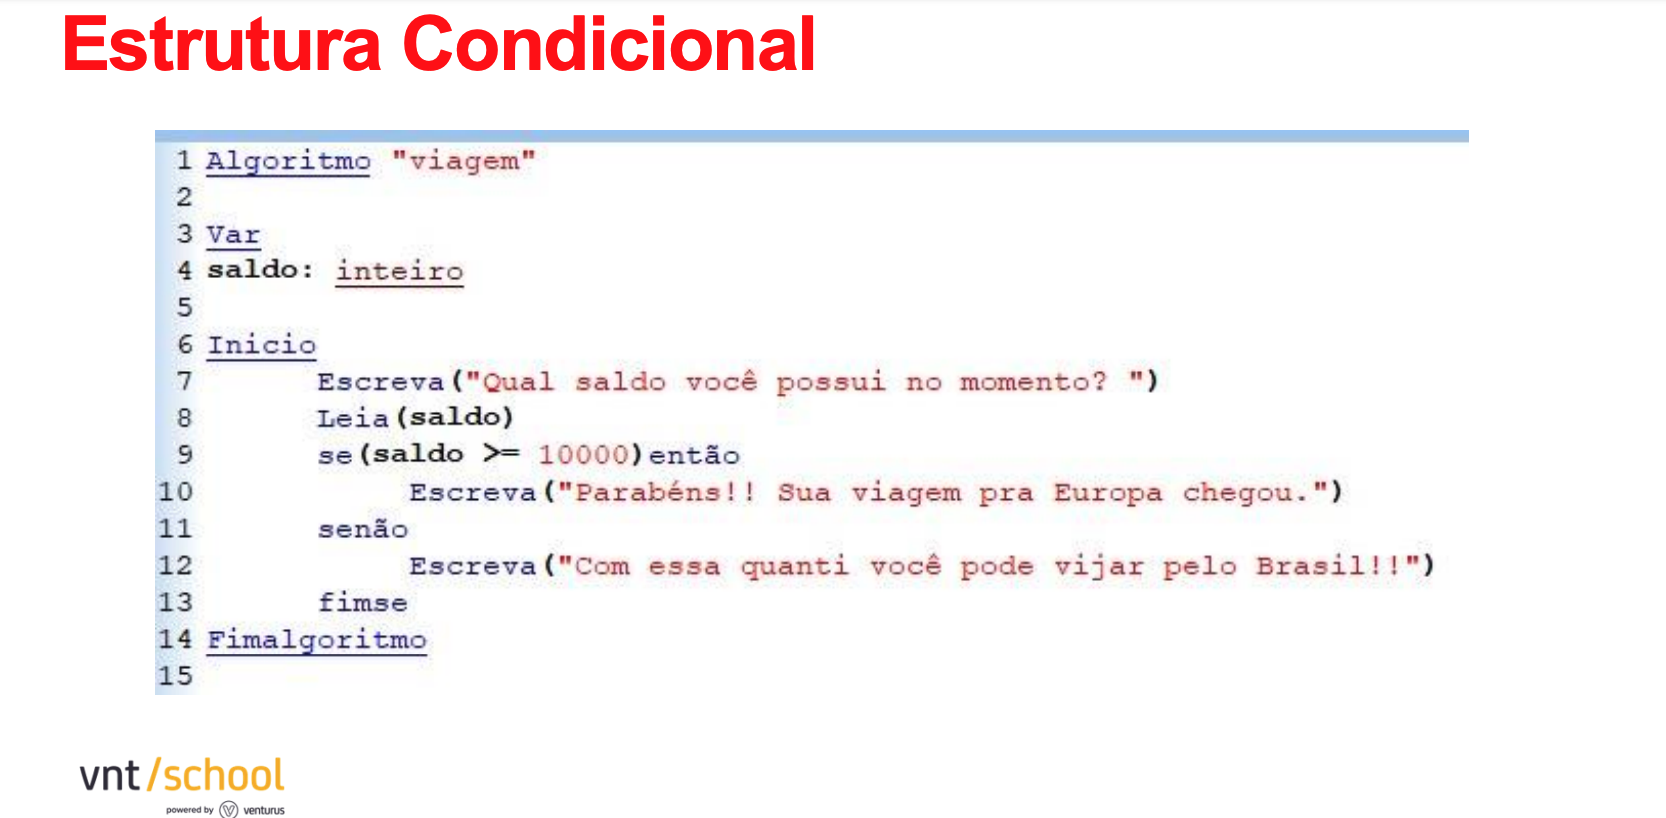 Estrutura Condicional
1 Algoritmo "viagem"
2
3 Var
4 saldo: inteiro
5
6 Inicio
7 Escreva("Qual saldo você possui no momento? ")
8 Leia(saldo)
9 se(saldo >= 10000)então
10 Escreva("Parabéns!! Sua viagem pra Europa chegou.")
11 senão
12 Escreva("Com essa quanti você pode vijar pelo Brasil!!")
13 fimse
14 Fimalgoritmo
15
vnt/school
powered by venturus